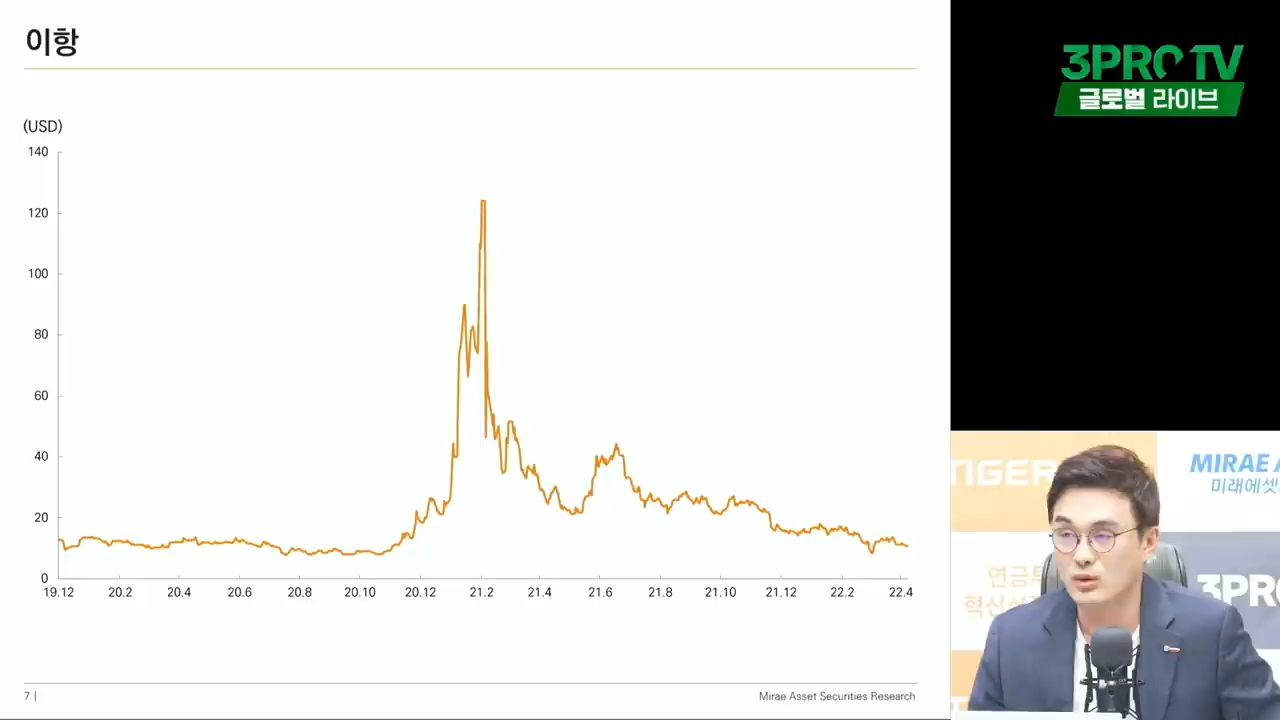 이항
(USD)
140
120
100
80
60
40
20
0
19.12 20.2 20.4 20.6 20.8 20.10 20.12 21.2 21.4 21.6 21.8 21.10 21.12 22.2 22.4
7 |
Mirae Asset Securities Research
3PRO TV
글로벌 라이브
TIGER
MIRAE A
미래에셋
연금투
3PRO